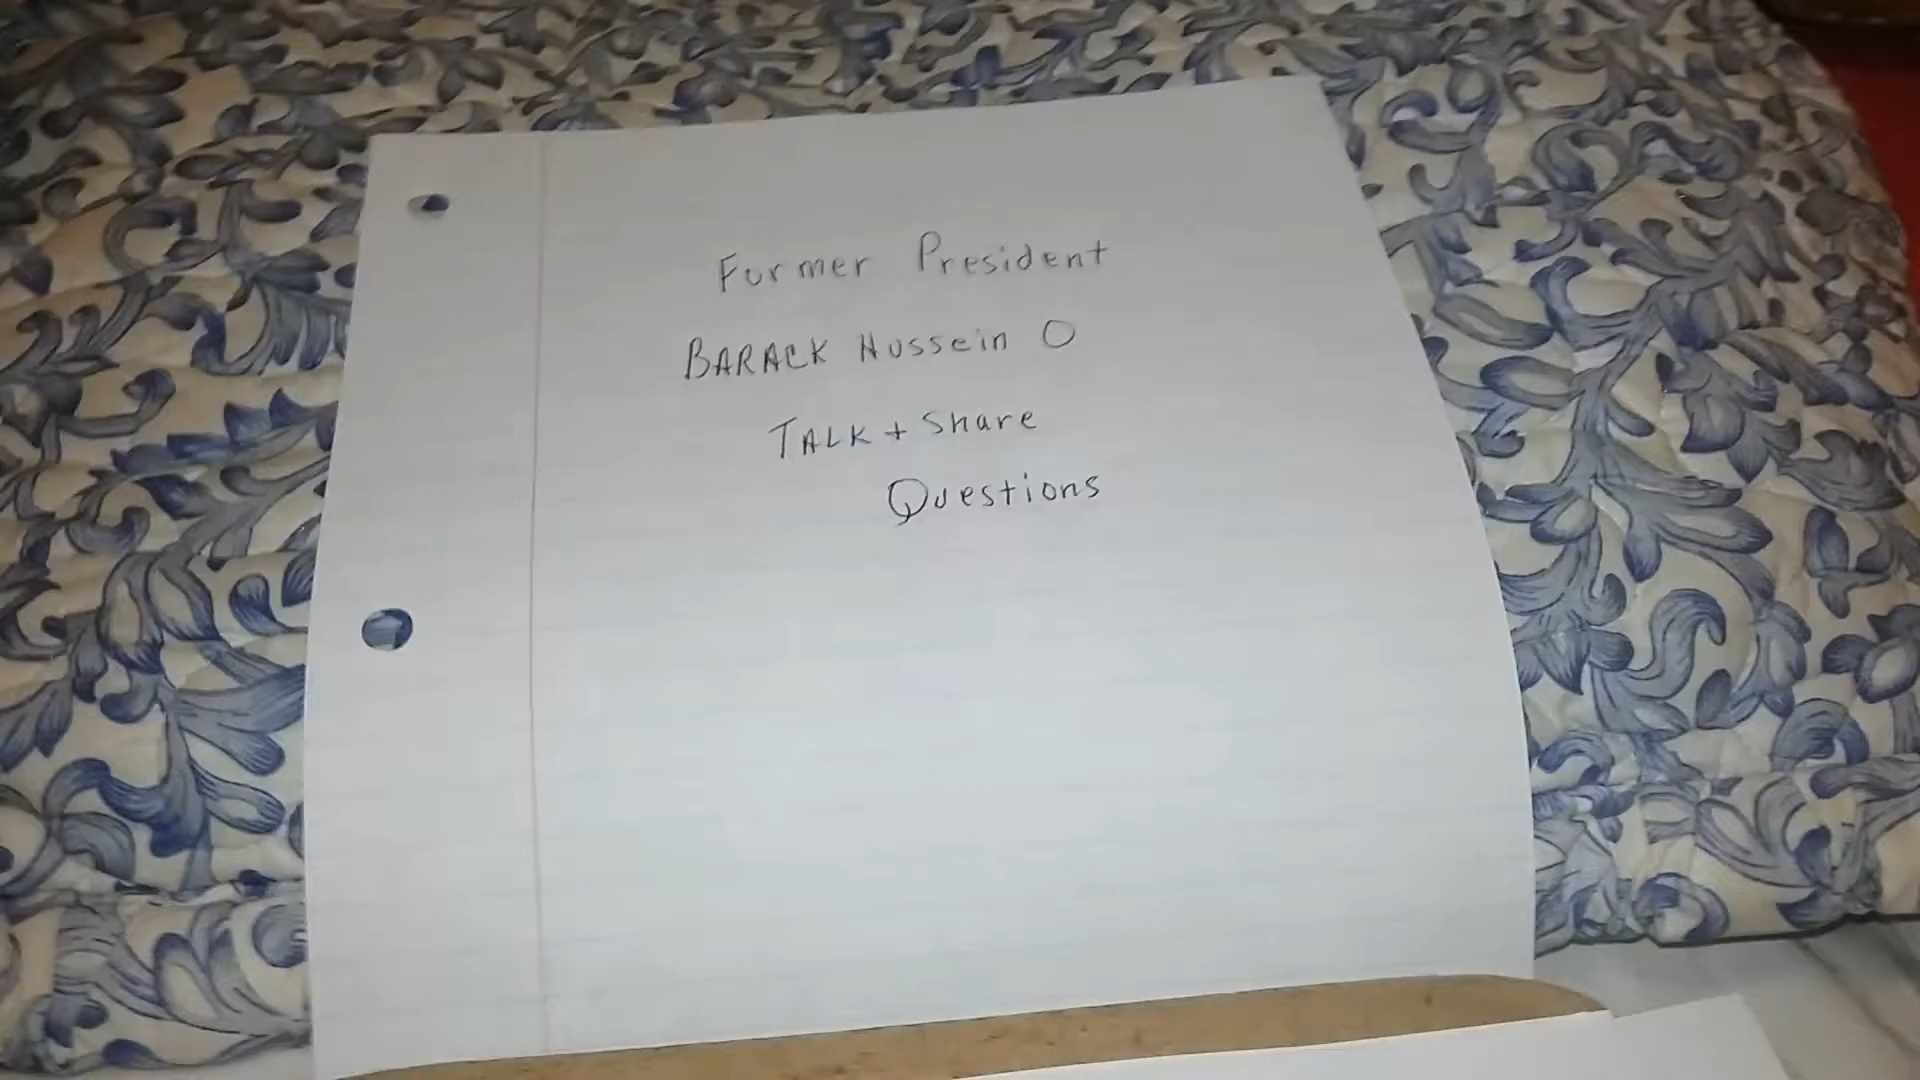 Former President
BARACK Hussein O
TALK + Share
Questions